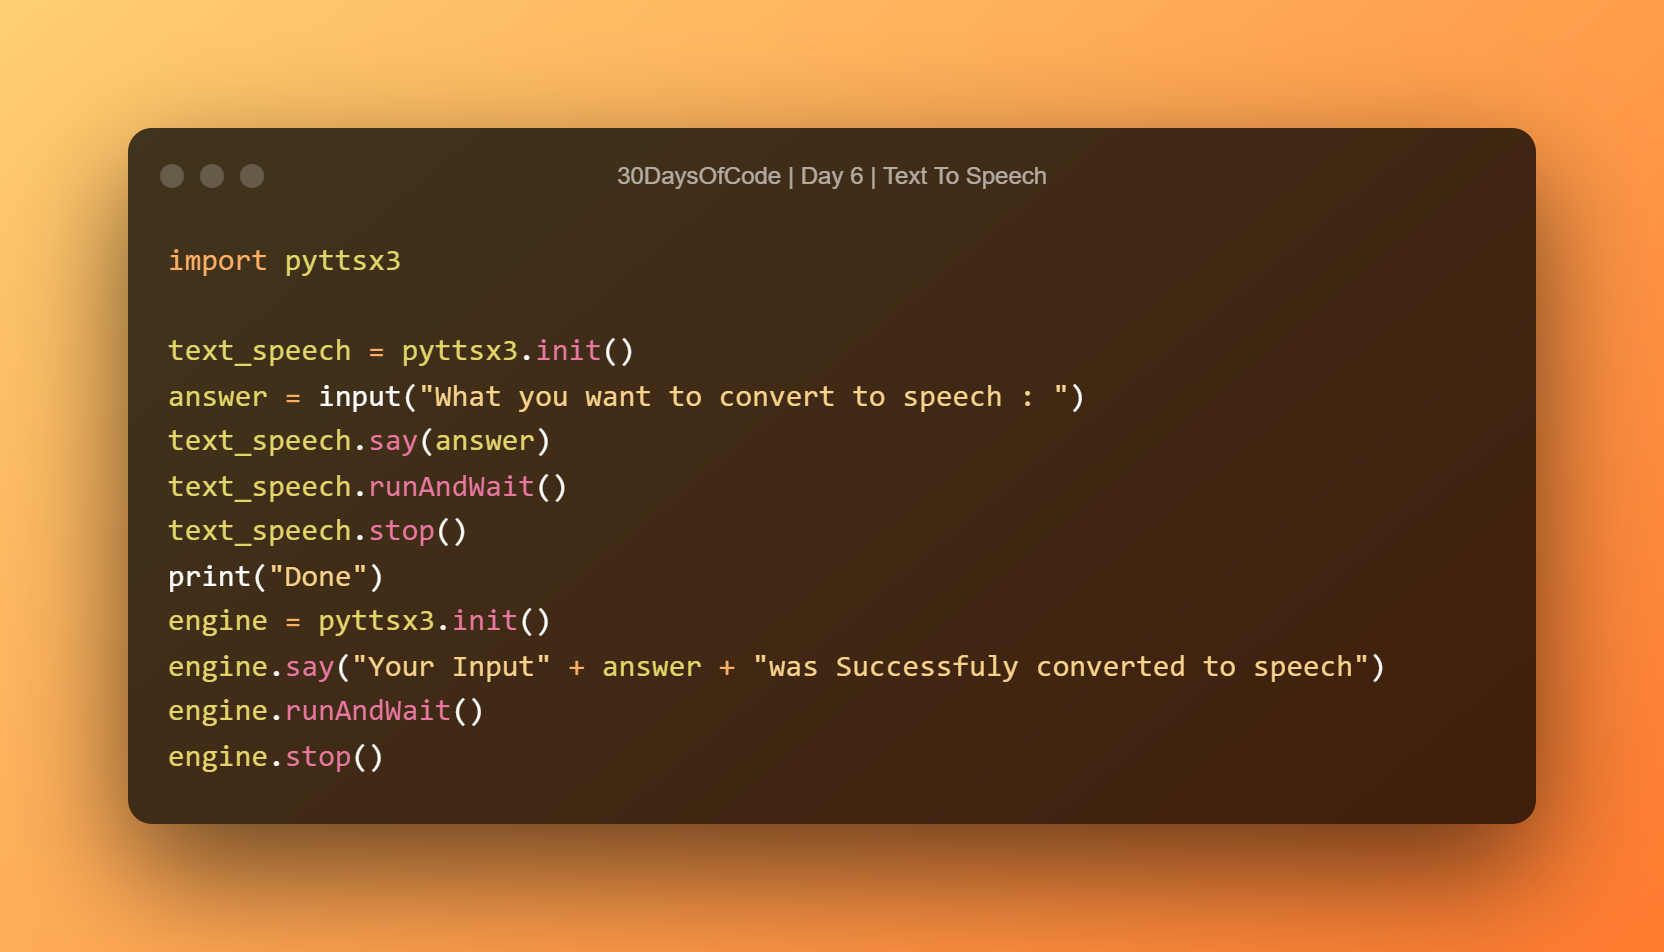 30DaysOfCode | Day 6 | Text To Speech
import pyttsx3
text_speech = pyttsx3.init()
answer = input("What you want to convert to speech : ")
text_speech.say(answer)
text_speech.runAndWait()
text_speech.stop()
print("Done")
engine = pyttsx3.init()
engine.say("Your Input" + answer + "was Successfuly converted to speech")
engine.runAndWait()
engine.stop()